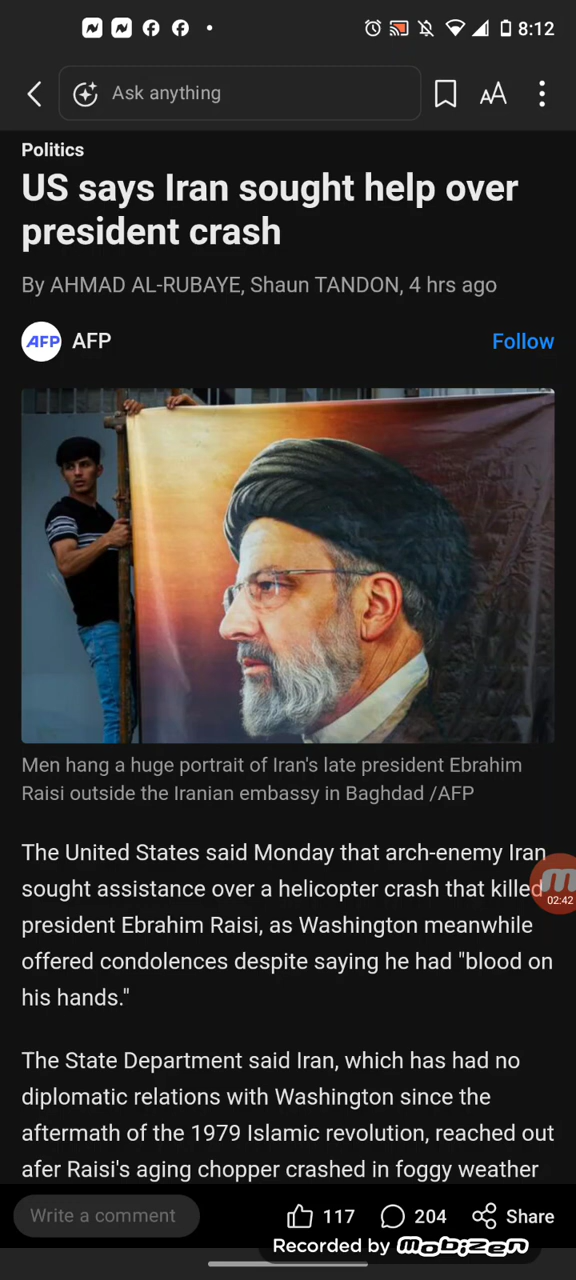 8:12
Ask anything
AA
Politics
US says Iran sought help over
president crash
By AHMAD AL-RUBAYE, Shaun TANDON, 4 hrs ago
AFP AFP
Follow
Men hang a huge portrait of Iran's late president Ebrahim
Raisi outside the Iranian embassy in Baghdad /AFP
The United States said Monday that arch-enemy Iran
sought assistance over a helicopter crash that killed
president Ebrahim Raisi, as Washington meanwhile
offered condolences despite saying he had "blood on
his hands."
m
02:42
The State Department said Iran, which has had no
diplomatic relations with Washington since the
aftermath of the 1979 Islamic revolution, reached out
afer Raisi's aging chopper crashed in foggy weather
Write a comment
117
204
Share
Recorded by mobizen